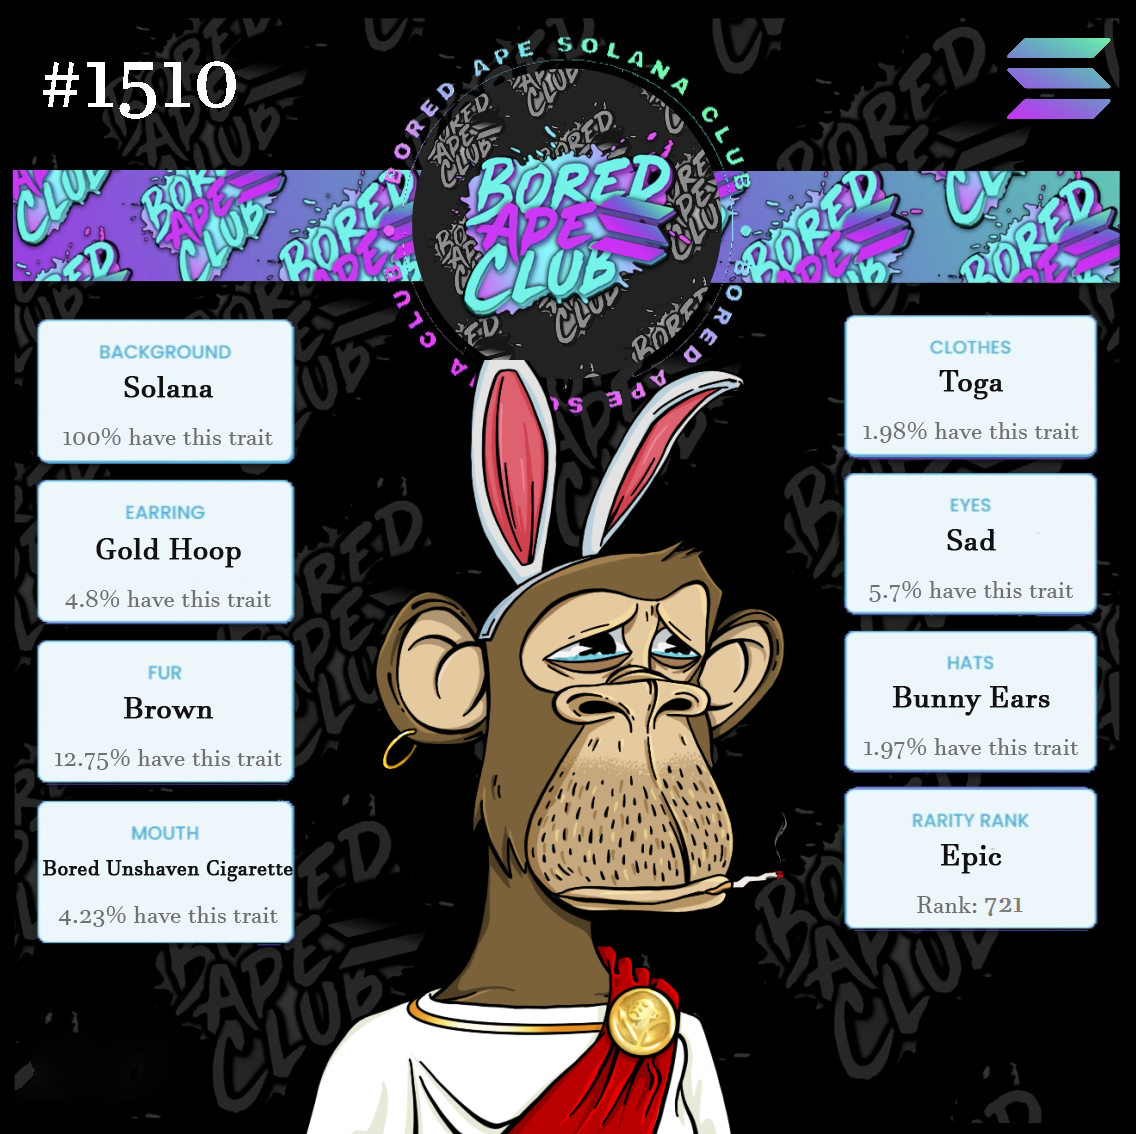 #1510
BORED APE SOLANA CLUB
BORED
APE
CLUB
BACKGROUND
Solana
100% have this trait
EARRING
Gold Hoop
4.8% have this trait
FUR
Brown
12.75% have this trait
MOUTH
Bored Unshaven Cigarette
4.23% have this trait
CLOTHES
Toga
1.98% have this trait
EYES
Sad
5.7% have this trait
HATS
Bunny Ears
1.97% have this trait
RARITY RANK
Epic
Rank: 721